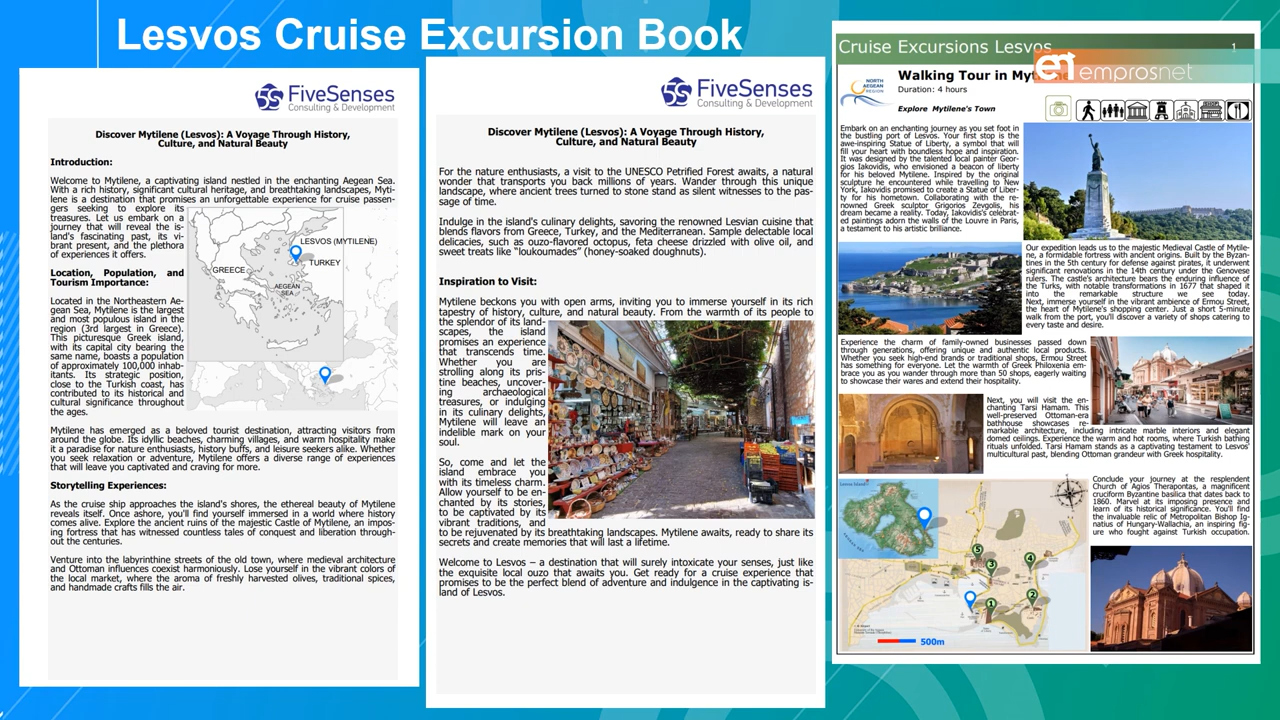 Lesvos Cruise Excursion Book
FiveSenses
Consulting & Development
Discover Mytilene (Lesvos): A Voyage Through History,
Culture, and Natural Beauty
Introduction:
Welcome to Mytilene, a captivating island nestled in the enchanting Aegean Sea.
With a rich history, significant cultural heritage, and breathtaking landscapes, Myti-
lene is a destination that promises an unforgettable experience for cruise passen-
gers seeking to explore its
treasures. Let us embark on a
journey that will reveal the is-
land's fascinating past, its vi-
brant present, and the plethora
of experiences it offers.
LESVOS (MYTILENE)
GREECE
TURKEY
AEGEAN
SEA
Location, Population, and
Tourism Importance:
Located in the Northeastern Ae-
gean Sea, Mytilene is the largest
and most populous island in the
region (3rd largest in Greece).
This picturesque Greek island,
with its capital city bearing the
same name, boasts a population
of approximately 100,000 inhab-
itants. Its strategic position,
close to the Turkish coast, has
contributed to its historical and
cultural significance throughout
the ages.
Mytilene has emerged as a beloved tourist destination, attracting visitors from
around the globe. Its idyllic beaches, charming villages, and warm hospitality make
it a paradise for nature enthusiasts, history buffs, and leisure seekers alike. Whether
you seek relaxation or adventure, Mytilene offers a diverse range of experiences
that will leave you captivated and craving for more.
Storytelling Experiences:
As the cruise ship approaches the island's shores, the ethereal beauty of Mytilene
reveals itself. Once ashore, you'll find yourself immersed in a world where history
comes alive. Explore the ancient ruins of the majestic Castle of Mytilene, an impos-
ing fortress that has witnessed countless tales of conquest and liberation through-
out the centuries.
Venture into the labyrinthine streets of the old town, where medieval architecture
and Ottoman influences coexist harmoniously. Lose yourself in the vibrant colors of
the local market, where the aroma of freshly harvested olives, traditional spices,
and handmade crafts fills the air.
FiveSenses
Consulting & Development
Discover Mytilene (Lesvos): A Voyage Through History,
Culture, and Natural Beauty
For the nature enthusiasts, a visit to the UNESCO Petrified Forest awaits, a natural
wonder that transports you back millions of years. Wander through this unique
landscape, where ancient trees turned to stone stand as silent witnesses to the pas-
sage of time.
Indulge in the island's culinary delights, savoring the renowned Lesvian cuisine that
blends flavors from Greece, Turkey, and the Mediterranean. Sample delectable local
delicacies, such as ouzo-flavored octopus, feta cheese drizzled with olive oil, and
sweet treats like "loukoumades" (honey-soaked doughnuts).
Inspiration to Visit:
Mytilene beckons you with open arms, inviting you to immerse yourself in its rich
tapestry of history, culture, and natural beauty. From the warmth of its people to
the splendor of its land-
scapes, the island
promises an experience
that transcends time.
Whether you are
strolling along its pris-
tine beaches, uncover-
ing archaeological
treasures, or indulging
in its culinary delights,
Mytilene will leave an
indelible mark on your
soul.
So, come and let the
island embrace you
with its timeless charm.
Allow yourself to be en-
chanted by its stories,
to be captivated by its
vibrant traditions, and
to be rejuvenated by its breathtaking landscapes. Mytilene awaits, ready to share its
secrets and create memories that will last a lifetime.
Welcome to Lesvos – a destination that will surely intoxicate your senses, just like
the exquisite local ouzo that awaits you. Get ready for a cruise experience that
promises to be the perfect blend of adventure and indulgence in the captivating is-
land of Lesvos.
Cruise Excursions Lesvos
1
emprosnet
NORTH
AEGEAN
REGION
Walking Tour in Myt
Duration: 4 hours
Explore Mytilene's Town
Embark on an enchanting journey as you set foot in
the bustling port of Lesvos. Your first stop is the
awe-inspiring Statue of Liberty, a symbol that will
fill your heart with boundless hope and inspiration.
It was designed by the talented local painter Geor-
gios Iakovidis, who envisioned a beacon of liberty
for his beloved Mytilene. Inspired by the original
sculpture he encountered while travelling to New
York, Iakovidis promised to create a Statue of Liber-
ty for his hometown. Collaborating with the re-
nowned Greek sculptor Grigorios Zevgolis, his
dream became a reality. Today, Iakovidis's celebrat-
ed paintings adorn the walls of the Louvre in Paris,
a testament to his artistic brilliance.
Our expedition leads us to the majestic Medieval Castle of Mytile-
ne, a formidable fortress with ancient origins. Built by the Byzan-
tines in the 5th century for defense against pirates, it underwent
significant renovations in the 14th century under the Genovese
rulers. The castle's architecture bears the enduring influence of
the Turks, with notable transformations in 1677 that shaped it
into the remarkable structure we see today.
Next, immerse yourself in the vibrant ambience of Ermou Street,
the heart of Mytilene's shopping center. Just a short 5-minute
walk from the port, you'll discover a variety of shops catering to
every taste and desire.
Experience the charm of family-owned businesses passed down
through generations, offering unique and authentic local products.
Whether you seek high-end brands or traditional shops, Ermou Street
has something for everyone. Let the warmth of Greek Philoxenia em-
brace you as you wander through more than 50 shops, eagerly waiting
to showcase their wares and extend their hospitality.
Next, you will visit the en-
chanting Tarsi Hamam. This
well-preserved Ottoman-era
bathhouse showcases re-
markable architecture, including intricate marble interiors and elegant
domed ceilings. Experience the warm and hot rooms, where Turkish bathing
rituals unfolded. Tarsi Hamam stands as a captivating testament to Lesvos'
multicultural past, blending Ottoman grandeur with Greek hospitality.
Conclude your journey at the resplendent
Church of Agios Therapontas, a magnificent
cruciform Byzantine basilica that dates back to
1860. Marvel at its imposing presence and
learn of its historical significance. You'll find
the invaluable relic of Metropolitan Bishop Ig-
natius of Hungary-Wallachia, an inspiring fig-
ure who fought against Turkish occupation.
Lesvos Island
5
4
3
2
1
500m